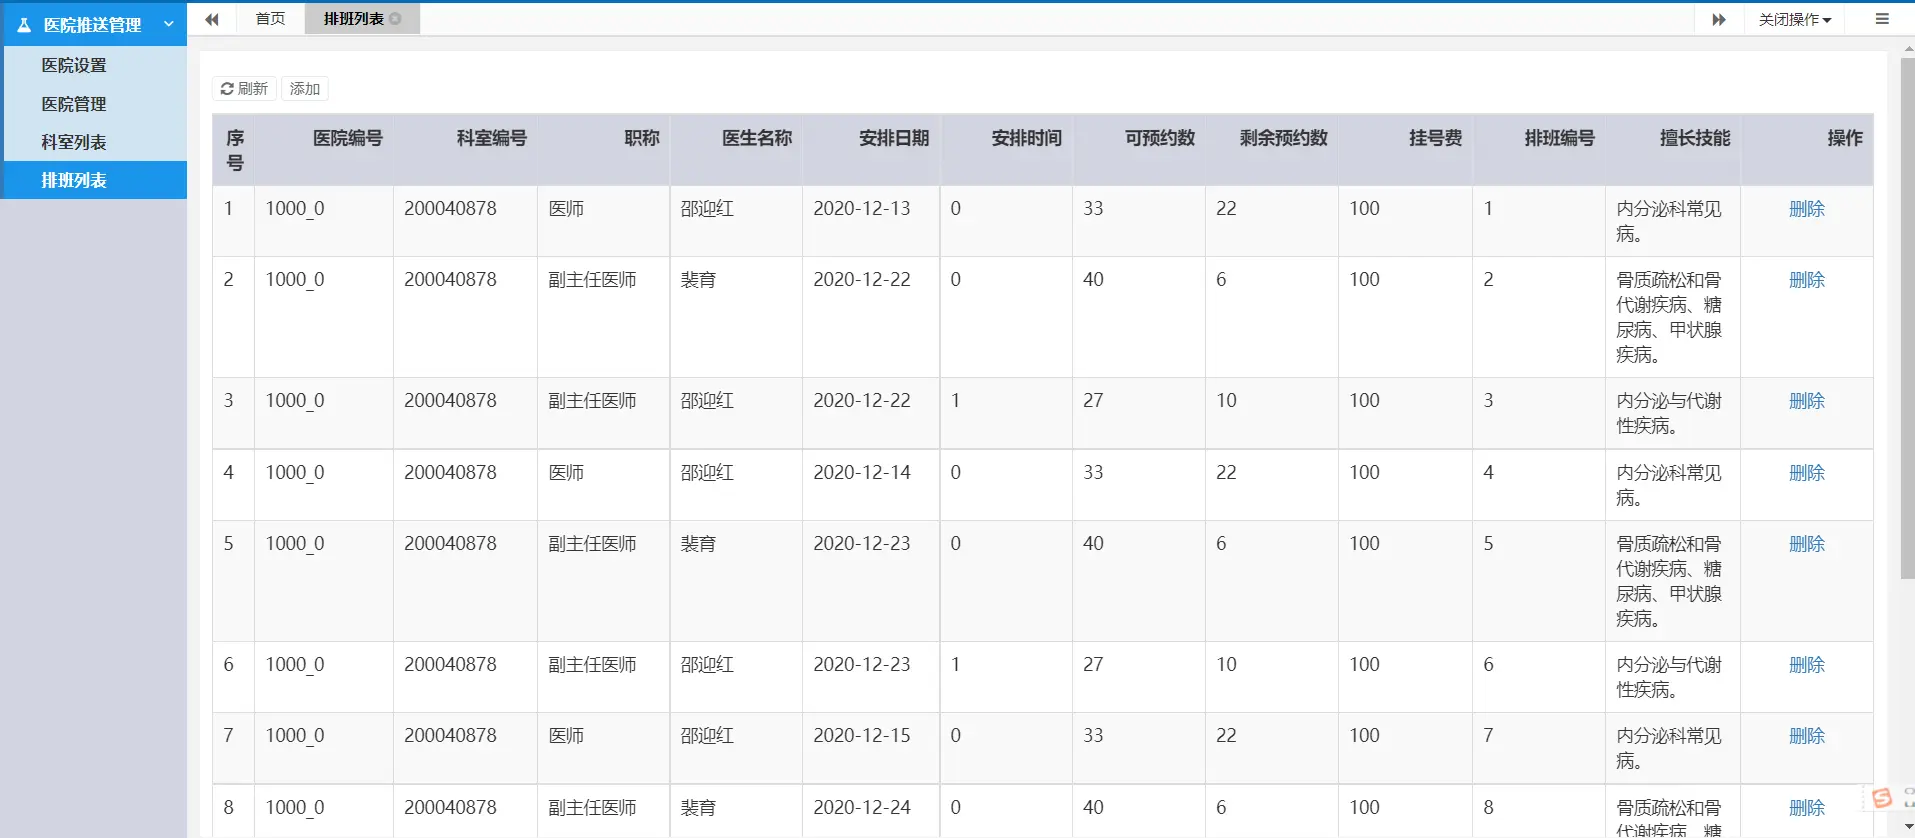 医院推送管理
医院设置
医院管理
科室列表
排班列表
首页
排班列表
关闭操作
刷新
添加
序号 医院编号 科室编号 职称 医生名称 安排日期 安排时间 可预约数 剩余预约数 挂号费 排班编号 擅长技能 操作
1 1000_0 200040878 医师 邵迎红 2020-12-13 0 33 22 100 1 内分泌科常见 删除
病。
2 1000_0 200040878 副主任医师 裴育 2020-12-22 0 40 6 100 2 骨质疏松和骨 删除
代谢疾病、糖
尿病、甲状腺
疾病。
3 1000_0 200040878 副主任医师 邵迎红 2020-12-22 1 27 10 100 3 内分泌与代谢 删除
性疾病。
4 1000_0 200040878 医师 邵迎红 2020-12-14 0 33 22 100 4 内分泌科常见 删除
病。
5 1000_0 200040878 副主任医师 裴育 2020-12-23 0 40 6 100 5 骨质疏松和骨 删除
代谢疾病、糖
尿病、甲状腺
疾病。
6 1000_0 200040878 副主任医师 邵迎红 2020-12-23 1 27 10 100 6 内分泌与代谢 删除
性疾病。
7 1000_0 200040878 医师 邵迎红 2020-12-15 0 33 22 100 7 内分泌科常见 删除
病。
8 1000_0 200040878 副主任医师 裴育 2020-12-24 0 40 6 100 8 骨质疏松和骨 删除
代谢疾病、糖